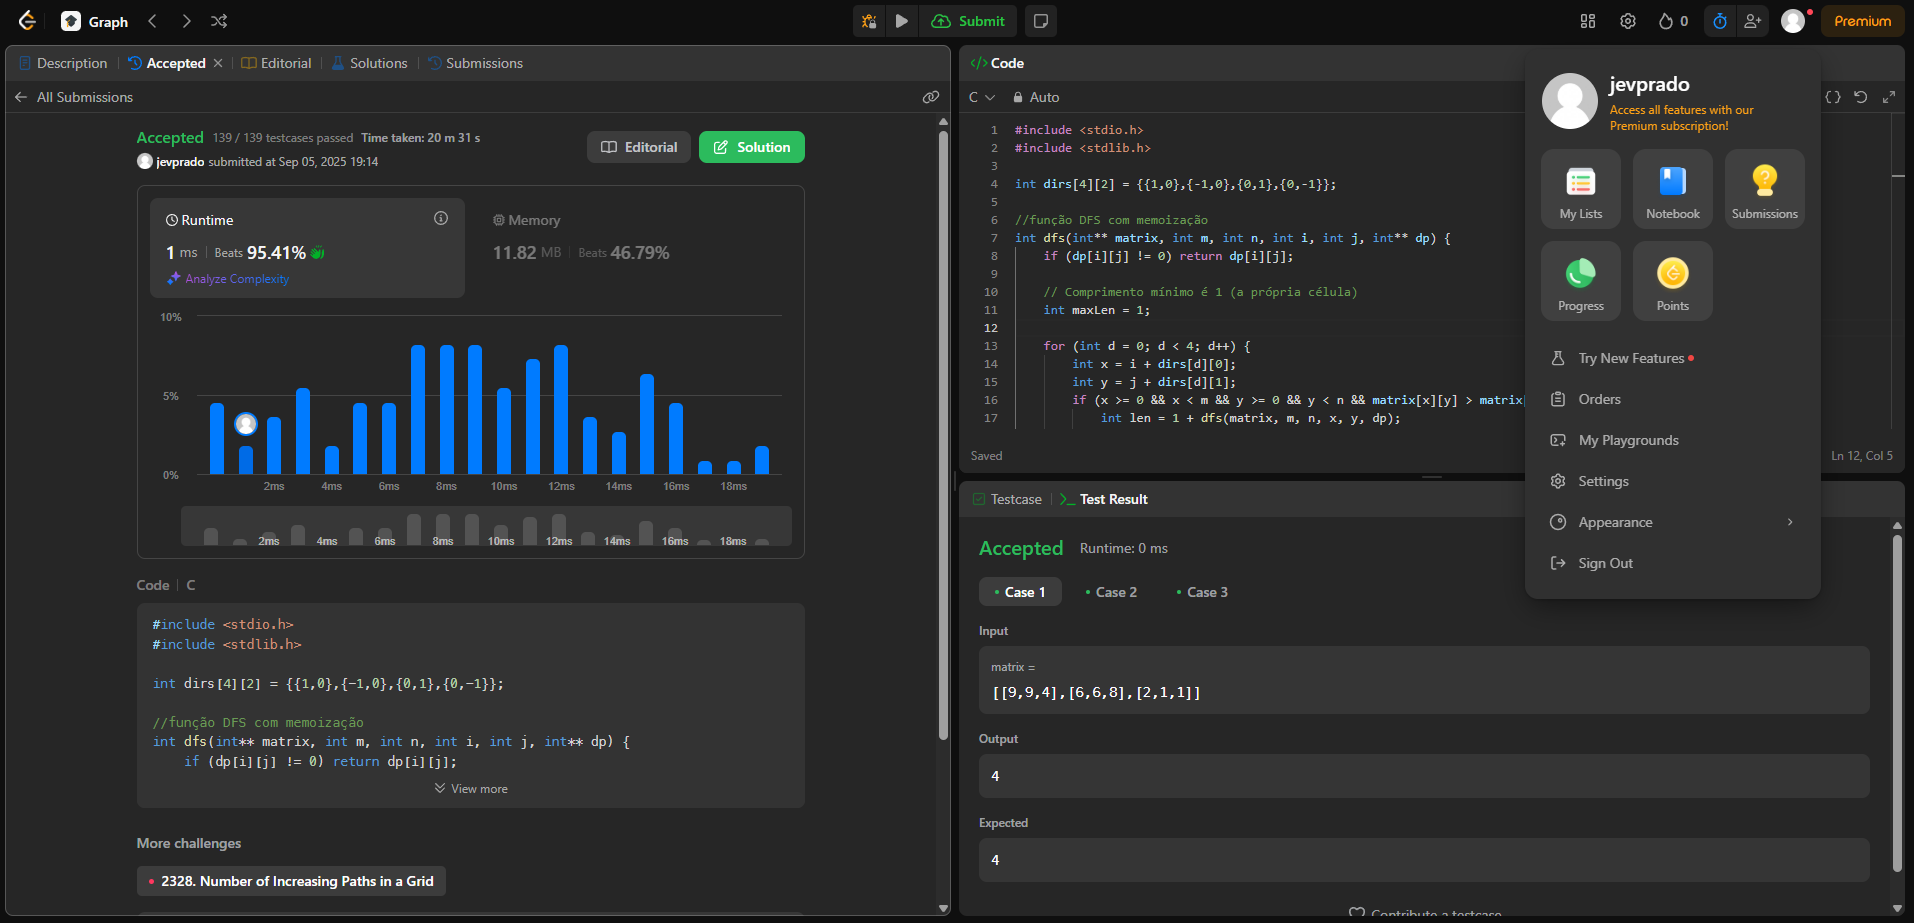 Graph
Submit
0
Premium
Description
Accepted
Editorial
Solutions
Submissions
All Submissions
Accepted 139 / 139 testcases passed Time taken: 20 m 31 s
jevprado submitted at Sep 05, 2025 19:14
Editorial
Solution
Runtime
1 ms Beats 95.41%
Analyze Complexity
Memory
11.82 MB Beats 46.79%
10%
5%
0%
2ms 4ms 6ms 8ms 10ms 12ms 14ms 16ms 18ms
2ms 4ms 6ms 8ms 10ms 12ms 14ms 16ms 18ms
Code C
#include <stdio.h>
#include <stdlib.h>
int dirs[4][2] = {{1,0},{-1,0},{0,1},{0,-1}};
//função DFS com memoização
int dfs(int** matrix, int m, int n, int i, int j, int** dp) {
if (dp[i][j] != 0) return dp[i][j];
View more
More challenges
2328. Number of Increasing Paths in a Grid
</> Code
C Auto
1 #include <stdio.h>
2 #include <stdlib.h>
3
4 int dirs[4][2] = {{1,0},{-1,0},{0,1},{0,-1}};
5
6 //função DFS com memoização
7 int dfs(int** matrix, int m, int n, int i, int j, int** dp) {
8 if (dp[i][j] != 0) return dp[i][j];
9
10 // Comprimento mínimo é 1 (a própria célula)
11 int maxLen = 1;
12
13 for (int d = 0; d < 4; d++) {
14 int x = i + dirs[d][0];
15 int y = j + dirs[d][1];
16 if (x >= 0 && x < m && y >= 0 && y < n && matrix[x][y] > matrix[
17 int len = 1 + dfs(matrix, m, n, x, y, dp);
Saved
Ln 12, Col 5
Testcase
>_ Test Result
Accepted Runtime: 0 ms
Case 1
Case 2
Case 3
Input
matrix =
[[9,9,4],[6,6,8],[2,1,1]]
Output
4
Expected
4
Contribute a testcase
jevprado
Access all features with our
Premium subscription!
My Lists
Notebook
Submissions
Progress
Points
Try New Features
Orders
My Playgrounds
Settings
Appearance
Sign Out